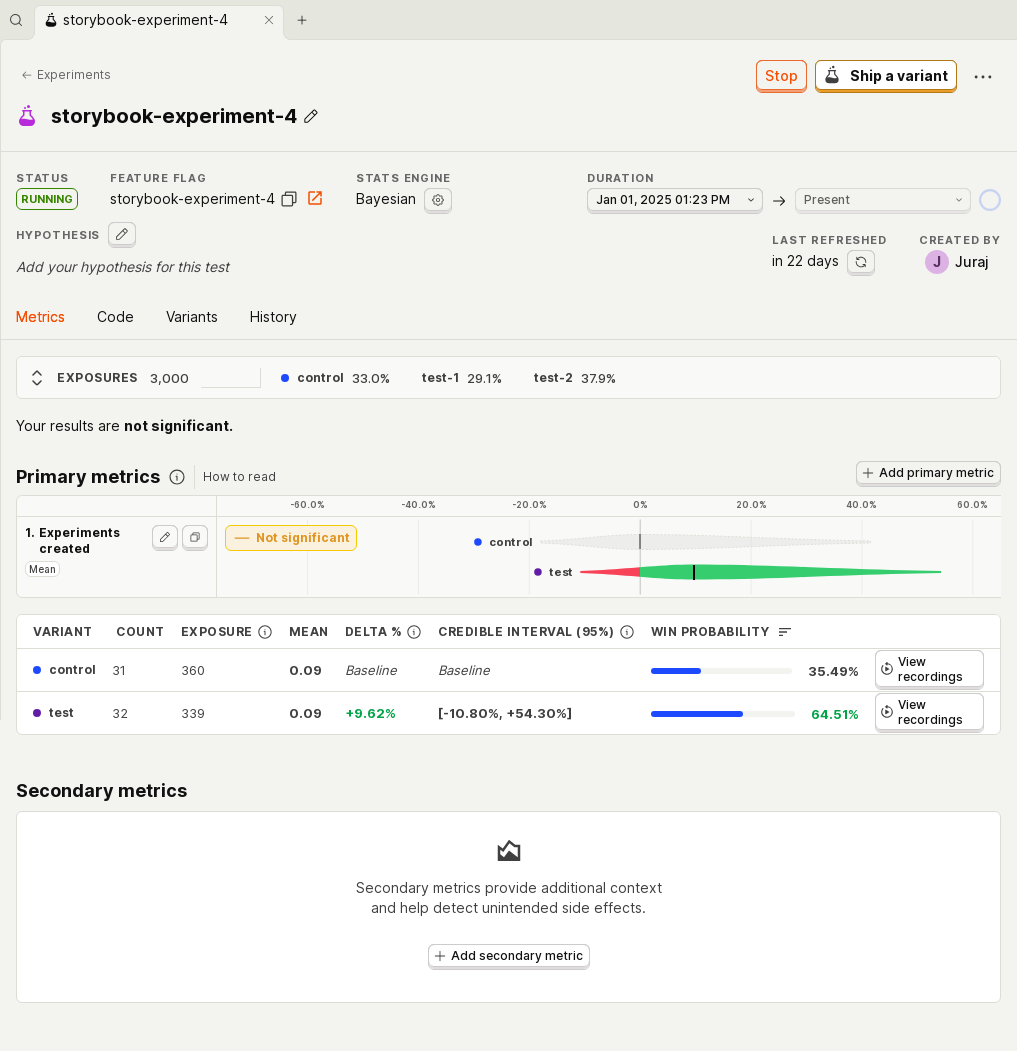 storybook-experiment-4
Experiments
Stop
Ship a variant
storybook-experiment-4
STATUS
FEATURE FLAG
STATS ENGINE
DURATION
RUNNING
storybook-experiment-4
Bayesian
Jan 01, 2025 01:23 PM
Present
HYPOTHESIS
LAST REFRESHED
CREATED BY
Add your hypothesis for this test
in 22 days
J Juraj
Metrics
Code
Variants
History
EXPOSURES 3,000 control 33.0% test-1 29.1% test-2 37.9%
Your results are not significant.
Primary metrics
How to read
Add primary metric
-60.0% -40.0% -20.0% 0% 20.0% 40.0% 60.0%
1. Experiments
created
Mean
Not significant
control
test
VARIANT COUNT EXPOSURE MEAN DELTA % CREDIBLE INTERVAL (95%) WIN PROBABILITY
control 31 360 0.09 Baseline Baseline 35.49% View
recordings
test 32 339 0.09 +9.62% [-10.80%, +54.30%] 64.51% View
recordings
Secondary metrics
Secondary metrics provide additional context
and help detect unintended side effects.
Add secondary metric